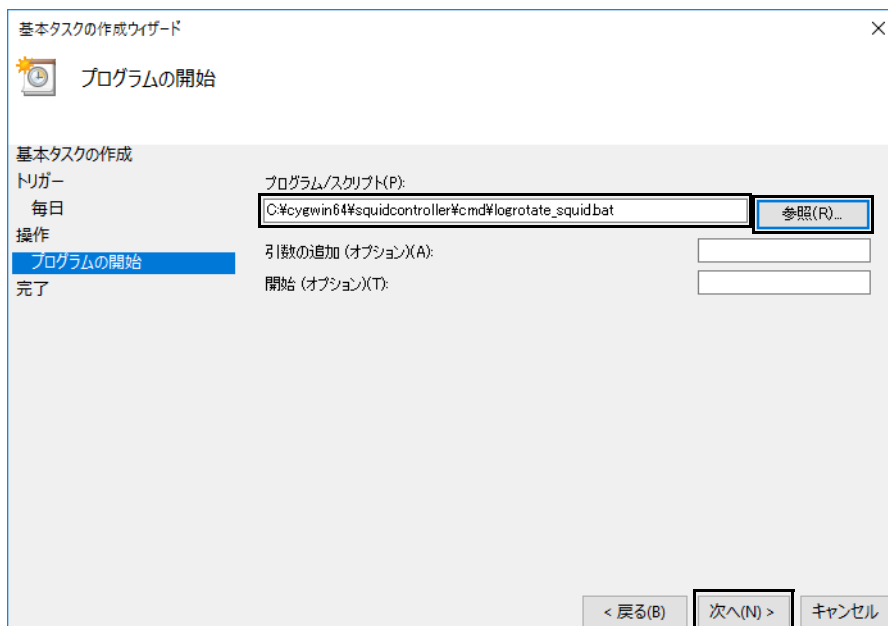 基本タスクの作成ウィザード
プログラムの開始
基本タスクの作成
トリガー
毎日
操作
プログラムの開始
完了
プログラム/スクリプト(P):
C:¥cygwin64¥squidcontroller¥cmd¥logrotate_squid.bat
参照(R)...
引数の追加 (オプション)(A):
開始 (オプション)(T):
< 戻る(B)
次へ(N) >
キャンセル